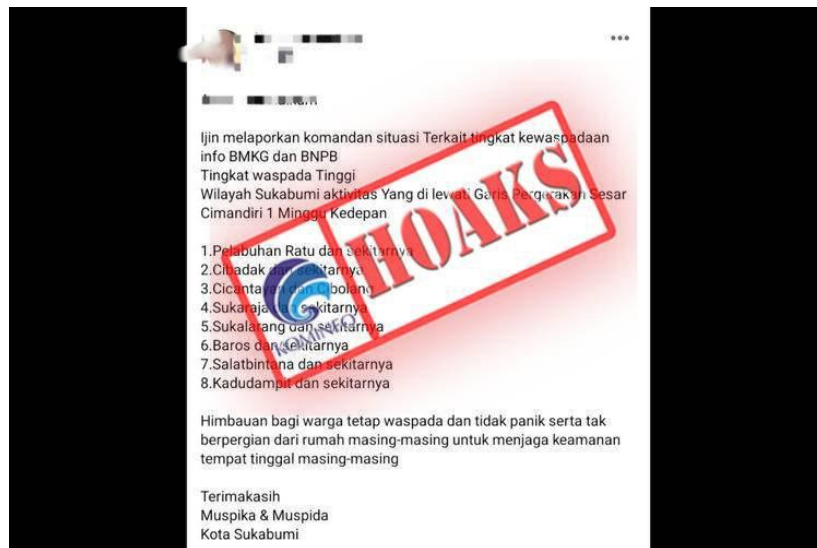 Ijin melaporkan komandan situasi Terkait tingkat kewaspadaan
info BMKG dan BNPB
Tingkat waspada Tinggi
Wilayah Sukabumi aktivitas Yang di lewati Garis Pergerakan Sesar
Cimandiri 1 Minggu Kedepan
1.Pelabuhan Ratu dan sekitarnya
2.Cibadak dan sekitarnya
3.Cicantayan dan Cibolang
4.Sukaraja dan sekitarnya
5.Sukalarang dan sekitarnya
6.Baros dan sekitarnya
7.Salatbintana dan sekitarnya
8.Kadudampit dan sekitarnya
HOAKS
KOMINFO
Himbauan bagi warga tetap waspada dan tidak panik serta tak
berpergian dari rumah masing-masing untuk menjaga keamanan
tempat tinggal masing-masing
Terimakasih
Muspika & Muspida
Kota Sukabumi